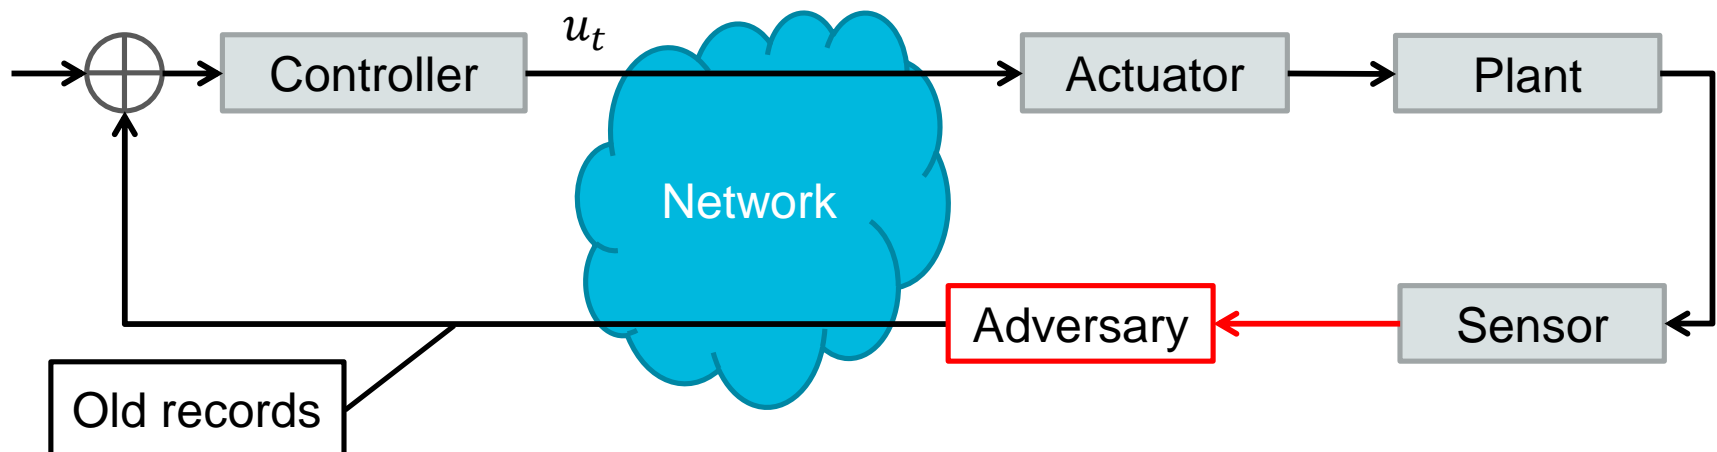 u_t
Controller
Actuator
Plant
Network
Adversary
Sensor
Old records